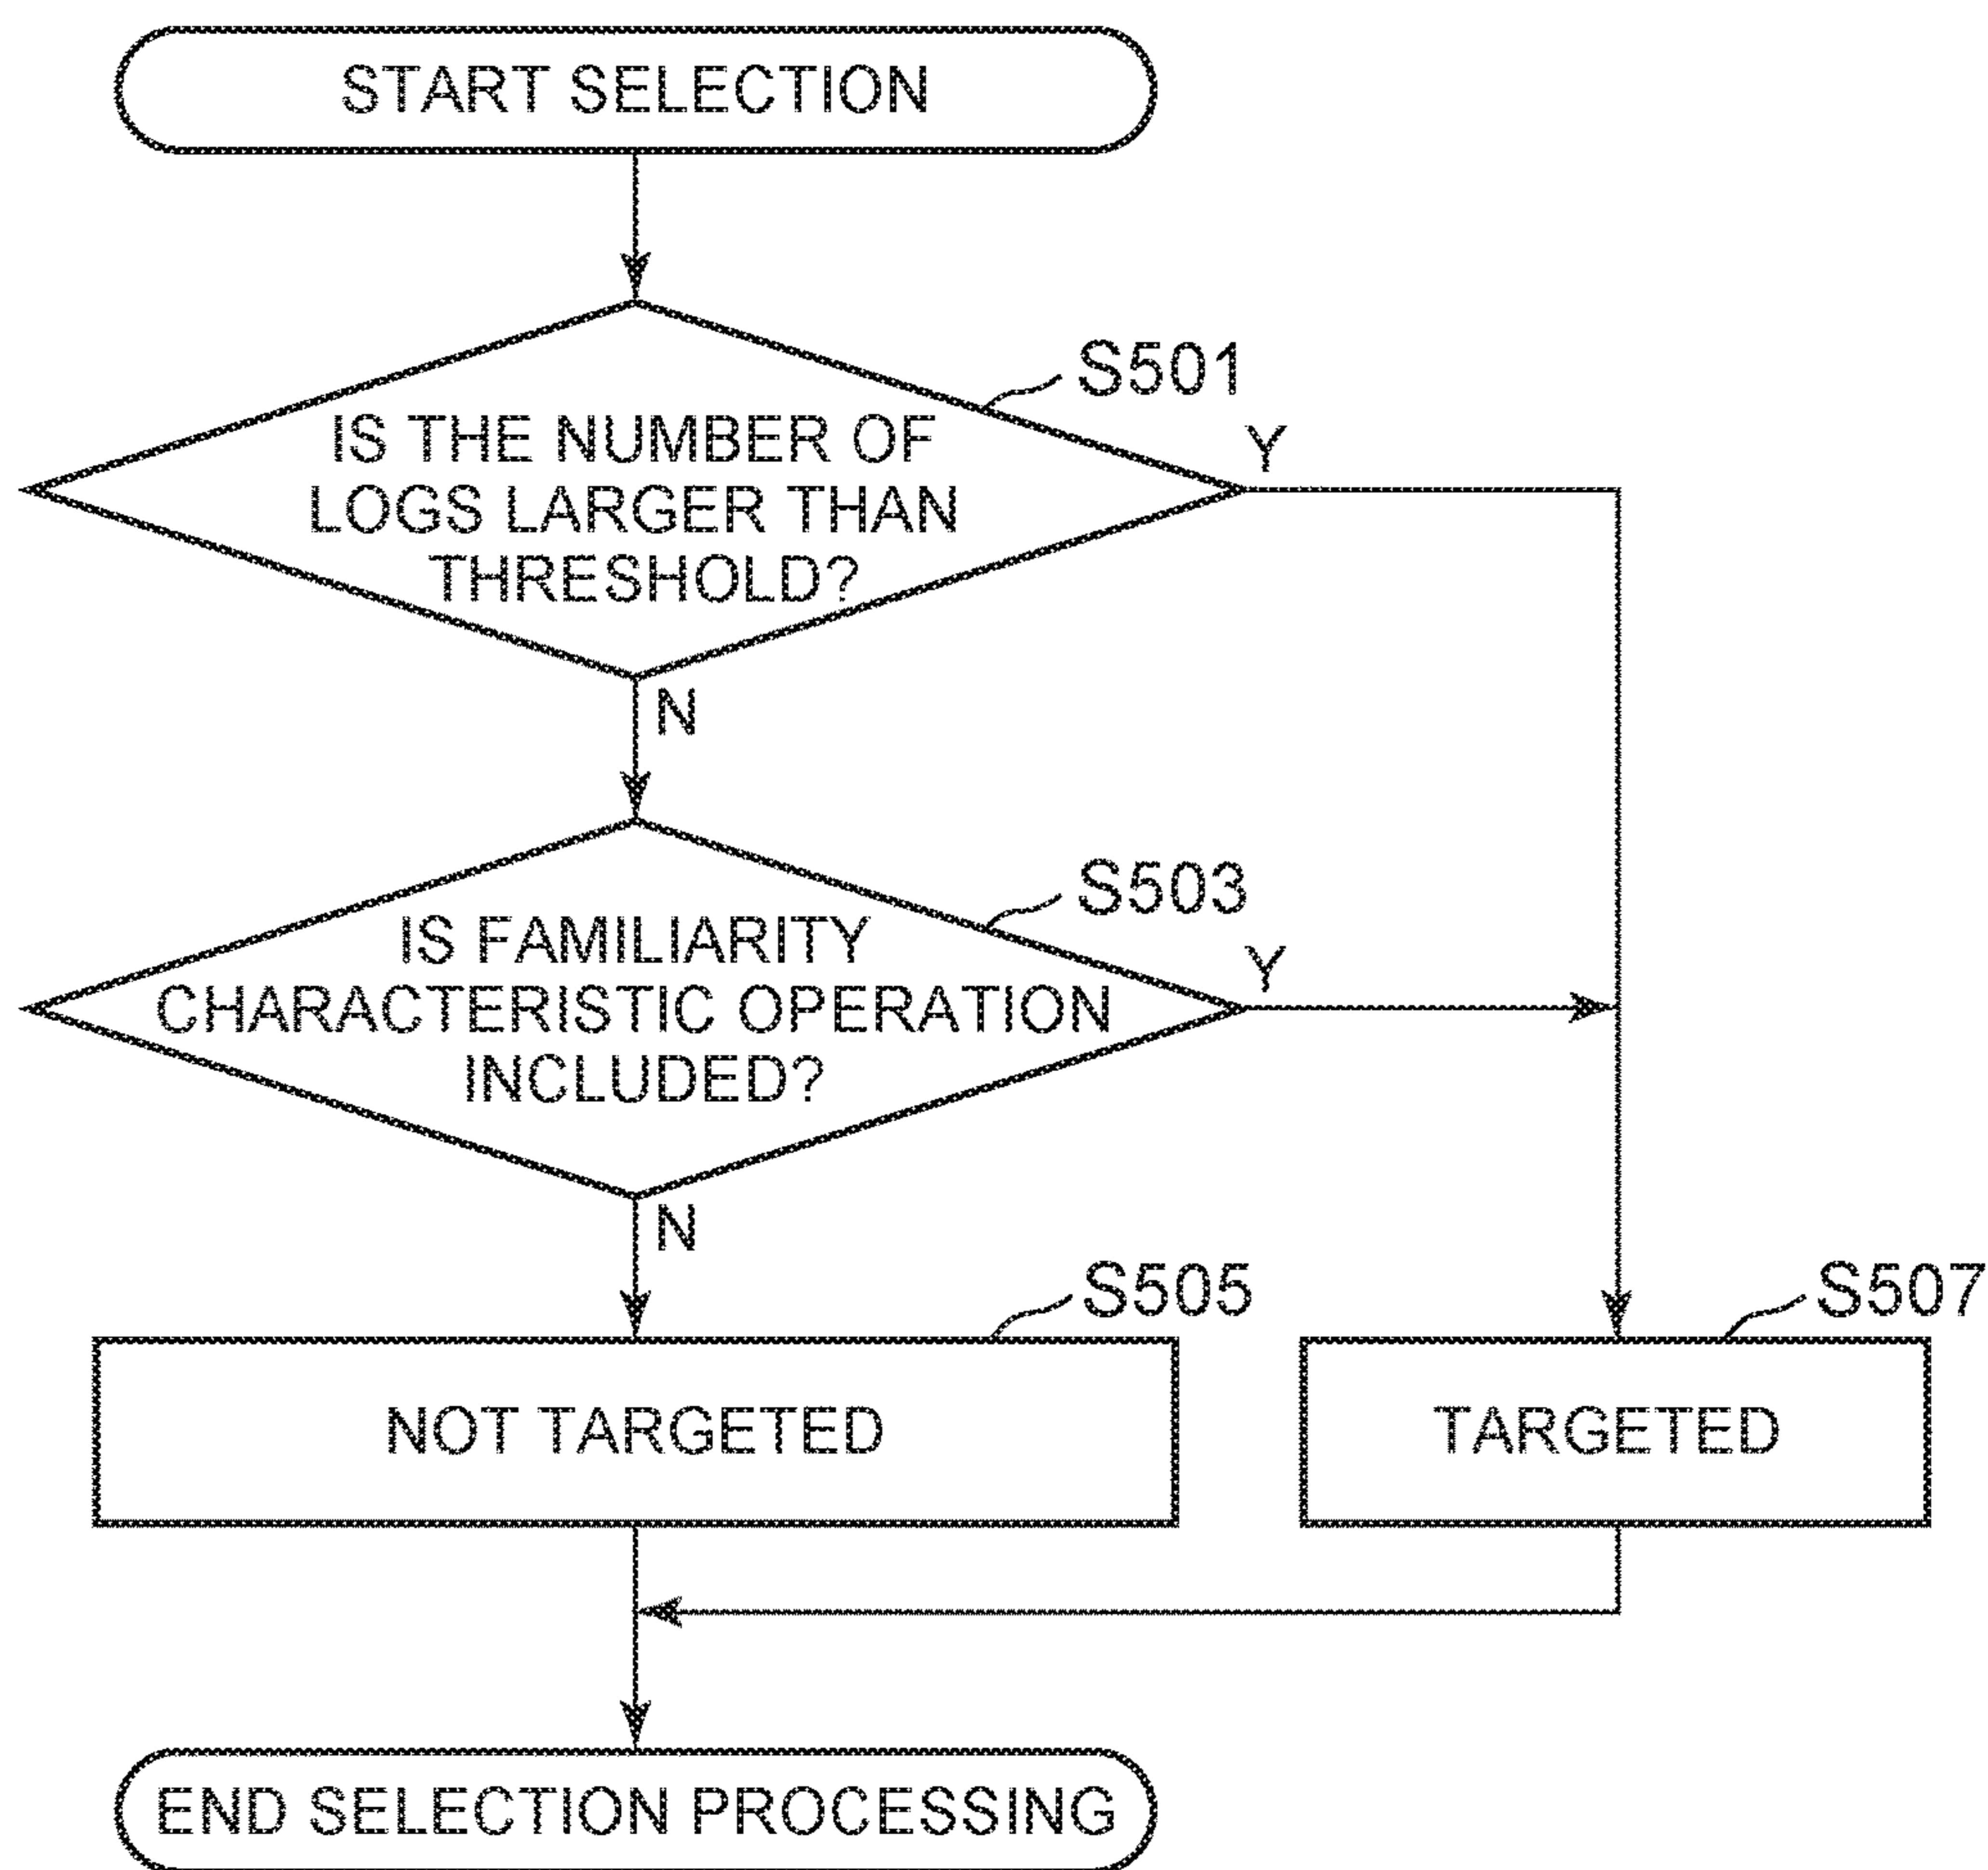 START SELECTION
S501
IS THE NUMBER OF
LOGS LARGER THAN
THRESHOLD?
Y
N
S503
IS FAMILIARITY
CHARACTERISTIC OPERATION
INCLUDED?
Y
N
S505
NOT TARGETED
S507
TARGETED
END SELECTION PROCESSING